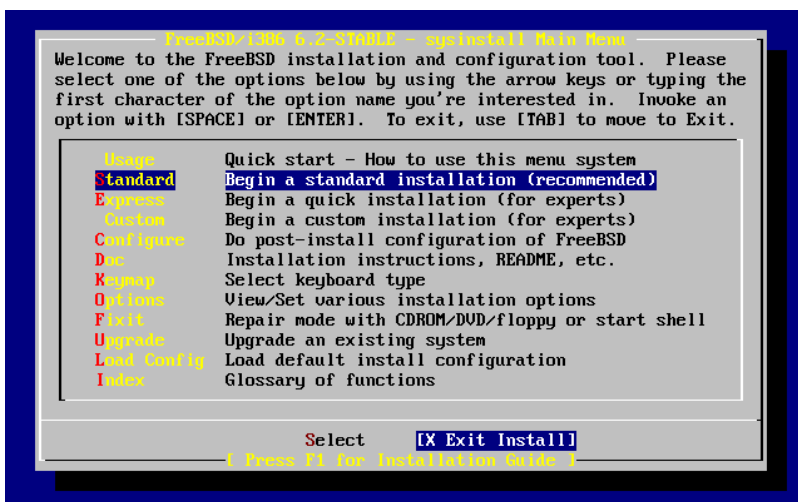 FreeBSD/i386 6.2-STABLE - sysinstall Main Menu
Welcome to the FreeBSD installation and configuration tool.  Please
select one of the options below by using the arrow keys or typing the
first character of the option name you're interested in.  Invoke an
option with [SPACE] or [ENTER].  To exit, use [TAB] to move to Exit.
Usage Quick start - How to use this menu system
Standard Begin a standard installation (recommended)
Express Begin a quick installation (for experts)
Custom Begin a custom installation (for experts)
Configure Do post-install configuration of FreeBSD
Doc Installation instructions, README, etc.
Keymap Select keyboard type
Options View/Set various installation options
Fixit Repair mode with CDROM/DVD/floppy or start shell
Upgrade Upgrade an existing system
Load Config Load default install configuration
Index Glossary of functions
Select [X Exit Install]
[ Press F1 for Installation Guide ]